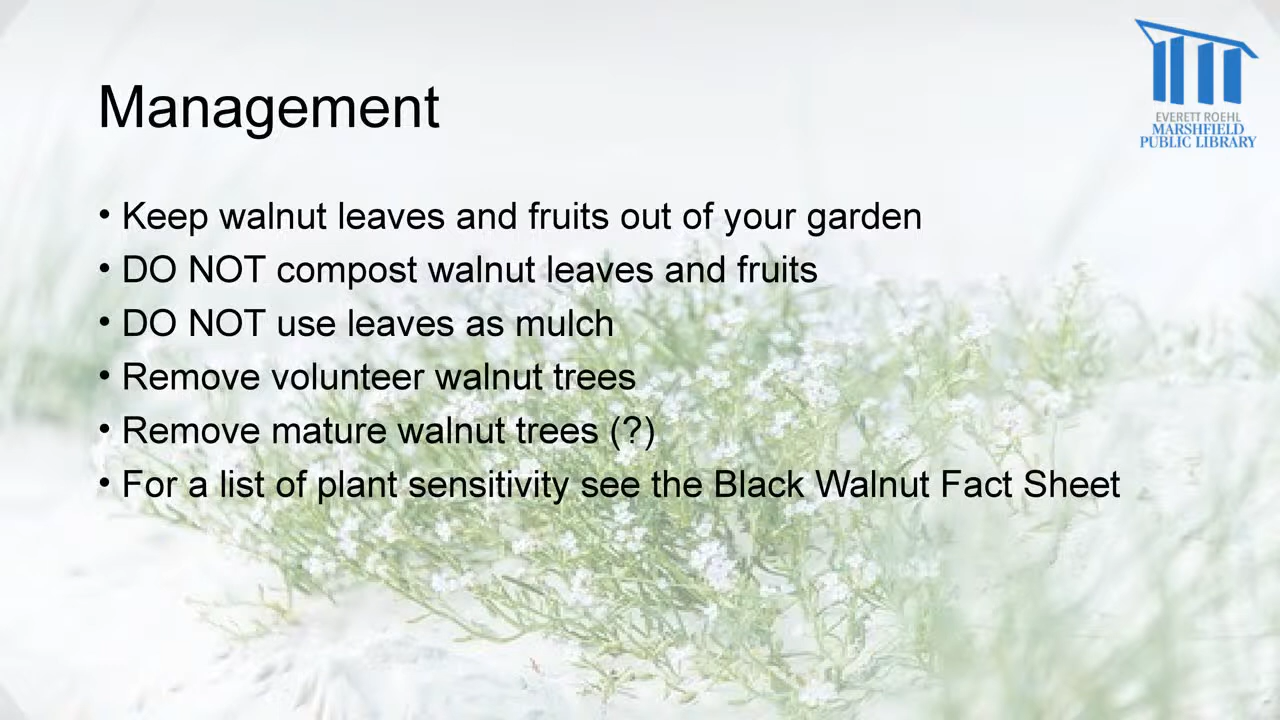 Management
• Keep walnut leaves and fruits out of your garden
• DO NOT compost walnut leaves and fruits
• DO NOT use leaves as mulch
• Remove volunteer walnut trees
• Remove mature walnut trees (?)
• For a list of plant sensitivity see the Black Walnut Fact Sheet
EVERETT ROEHL
MARSHFIELD
PUBLIC LIBRARY